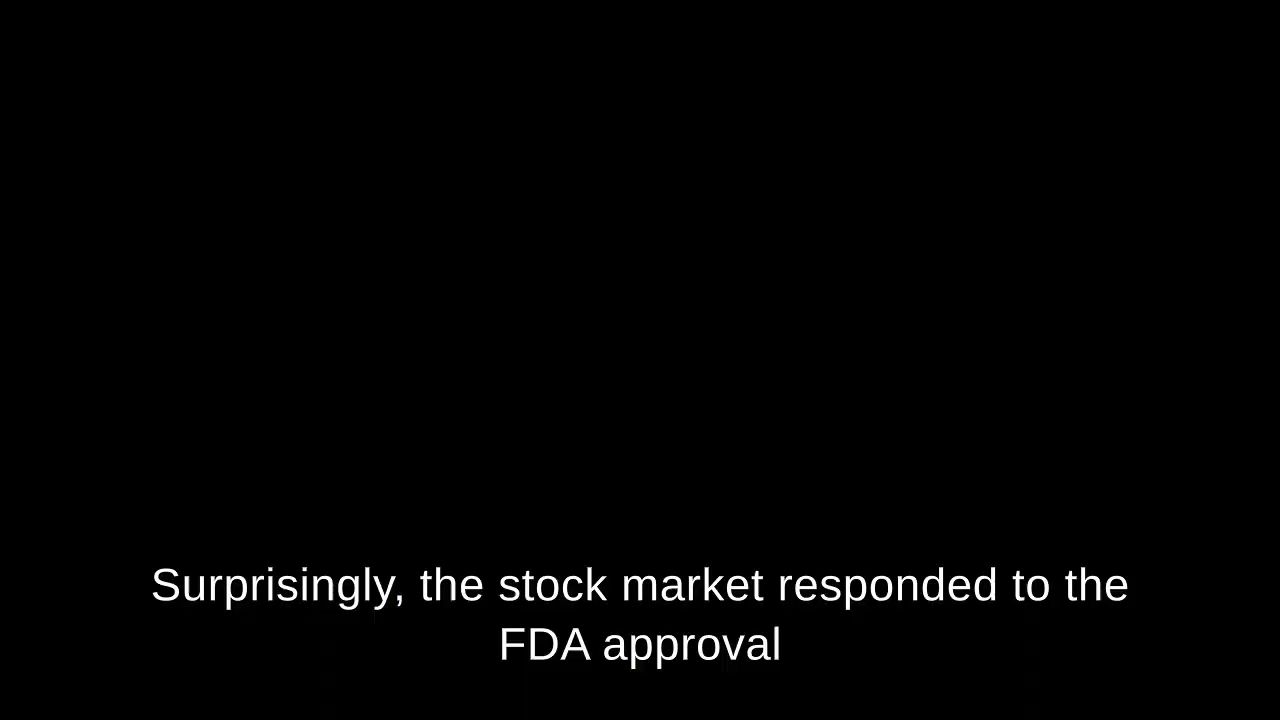 Surprisingly, the stock market responded to the
FDA approval